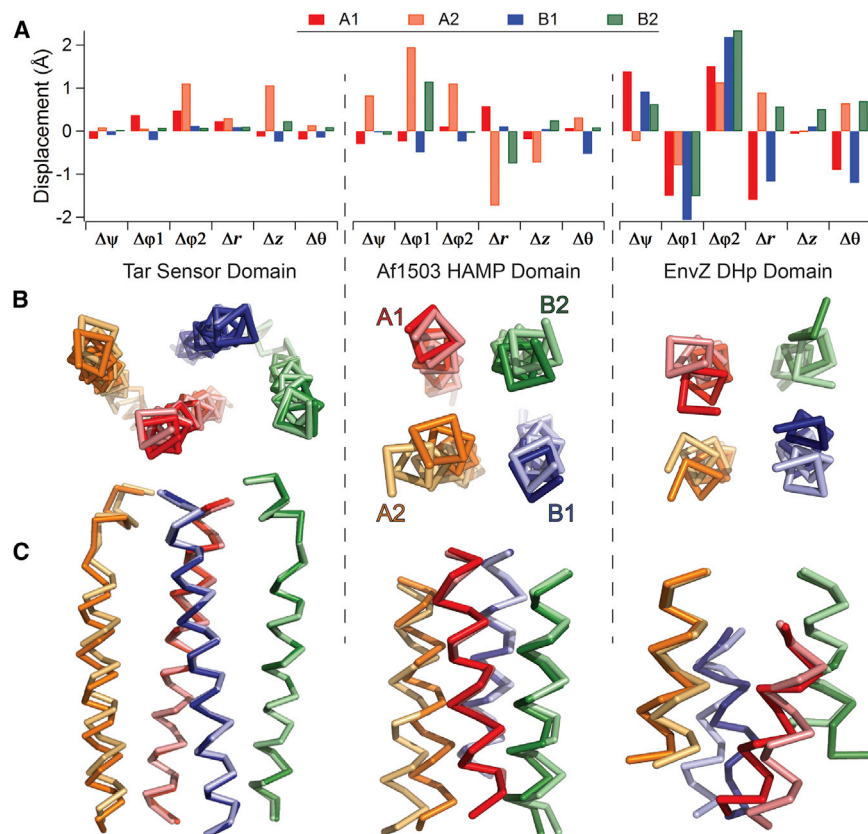 A
A1 A2 B1 B2
Displacement (Å)
2
1
0
-1
-2
Δψ Δφ1 Δφ2 Δr Δz Δθ
Δψ Δφ1 Δφ2 Δr Δz Δθ
Δψ Δφ1 Δφ2 Δr Δz Δθ
Tar Sensor Domain
Af1503 HAMP Domain
EnvZ DHp Domain
B
A1
B2
A2
B1
C